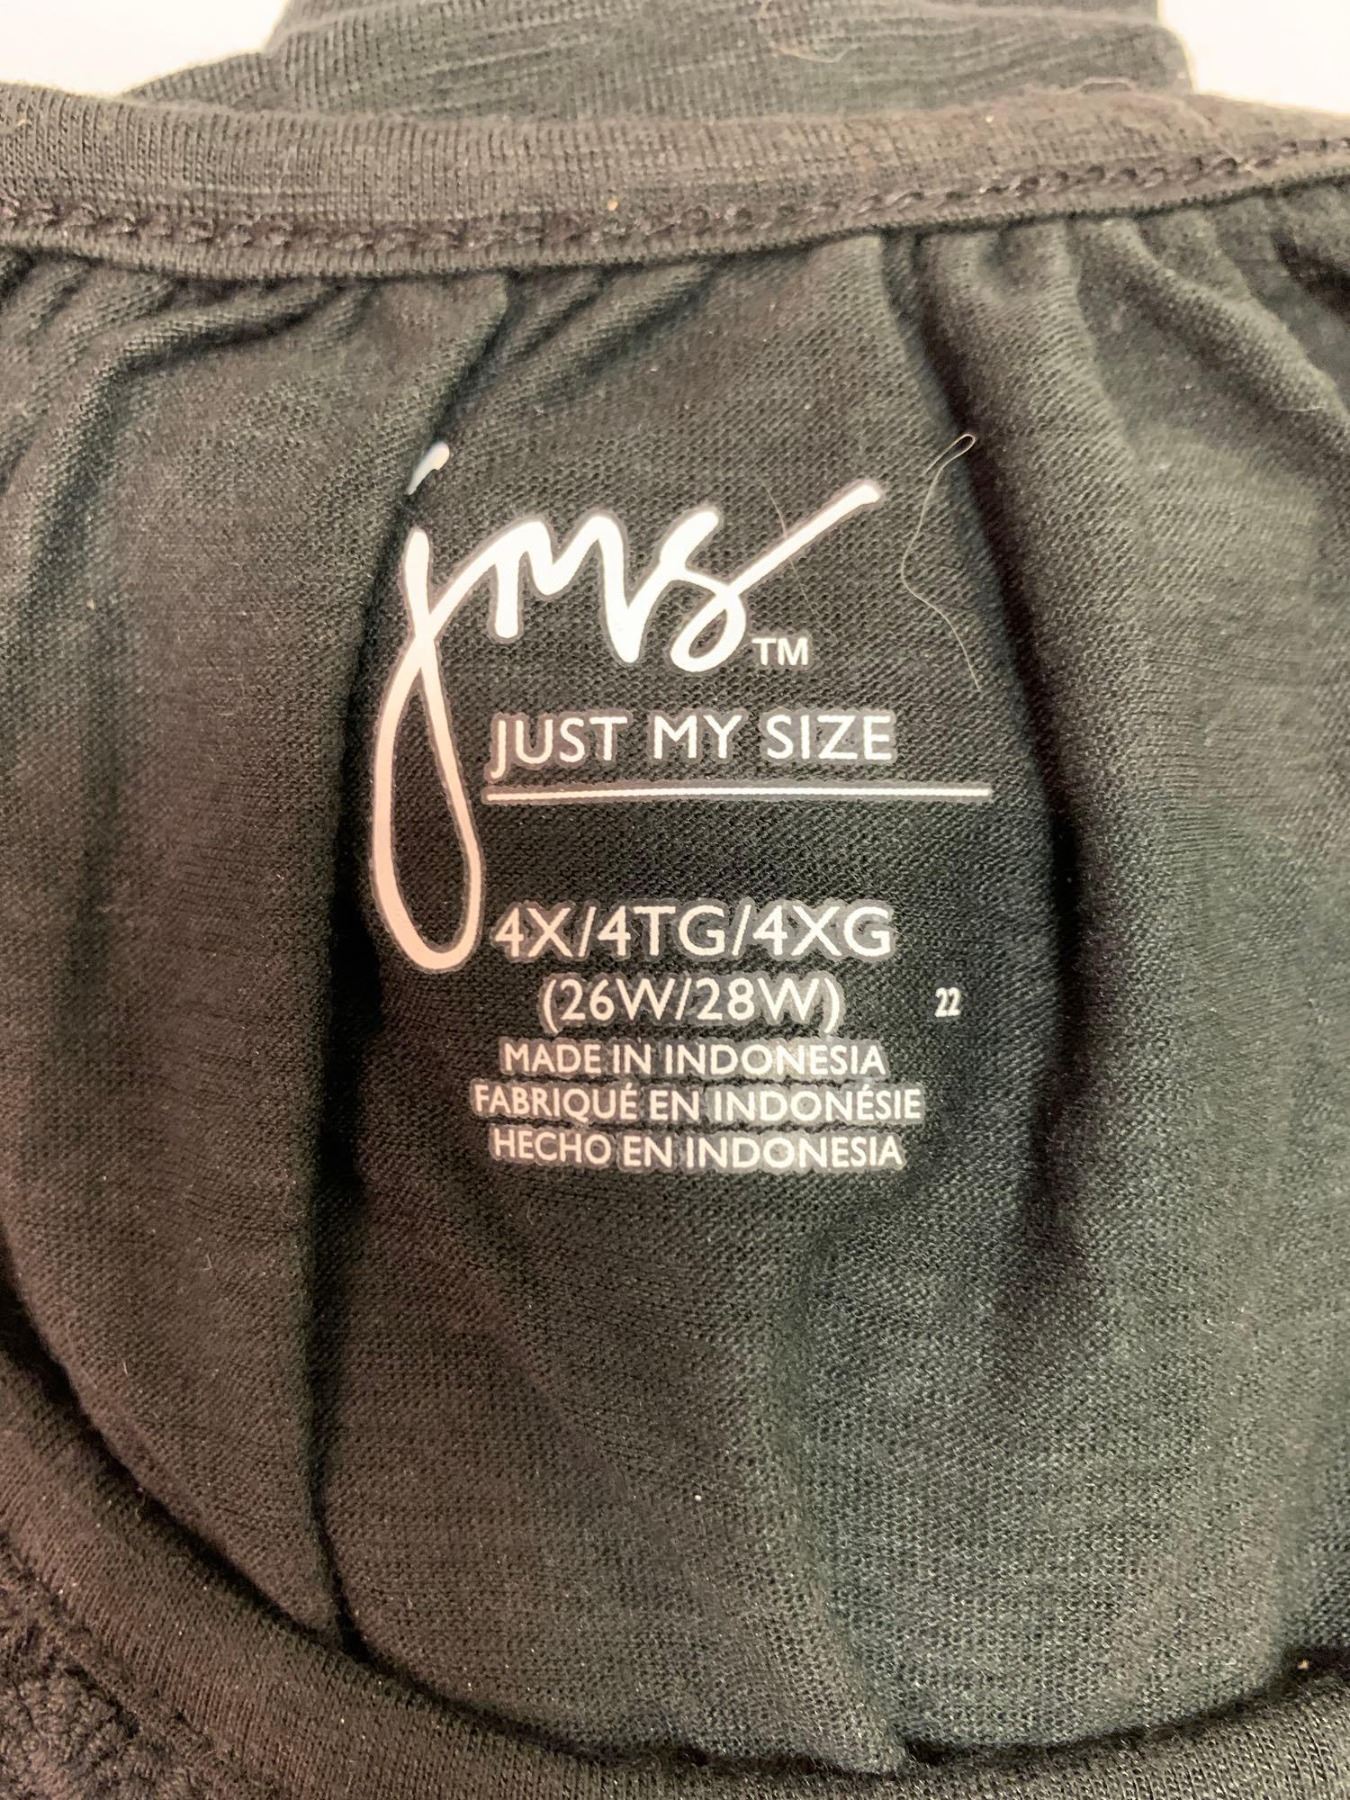 jms™
JUST MY SIZE
4X/4TG/4XG
(26W/28W) 22
MADE IN INDONESIA
FABRIQUÉ EN INDONÉSIE
HECHO EN INDONESIA